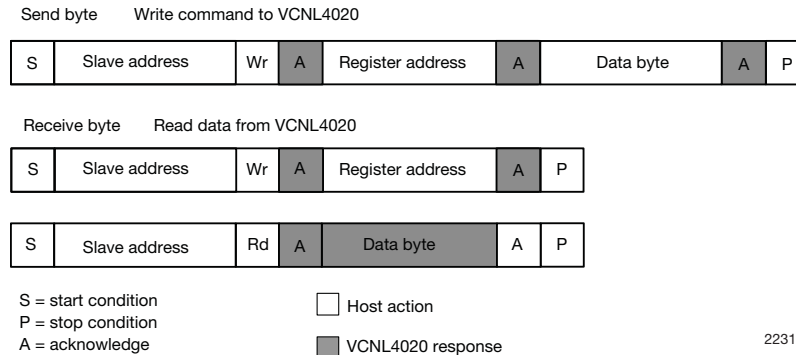 Send byte Write command to VCNL4020
S Slave address Wr A Register address A Data byte A P
Receive byte Read data from VCNL4020
S Slave address Wr A Register address A P
S Slave address Rd A Data byte A P
S = start condition
P = stop condition
A = acknowledge
Host action
VCNL4020 response
2231